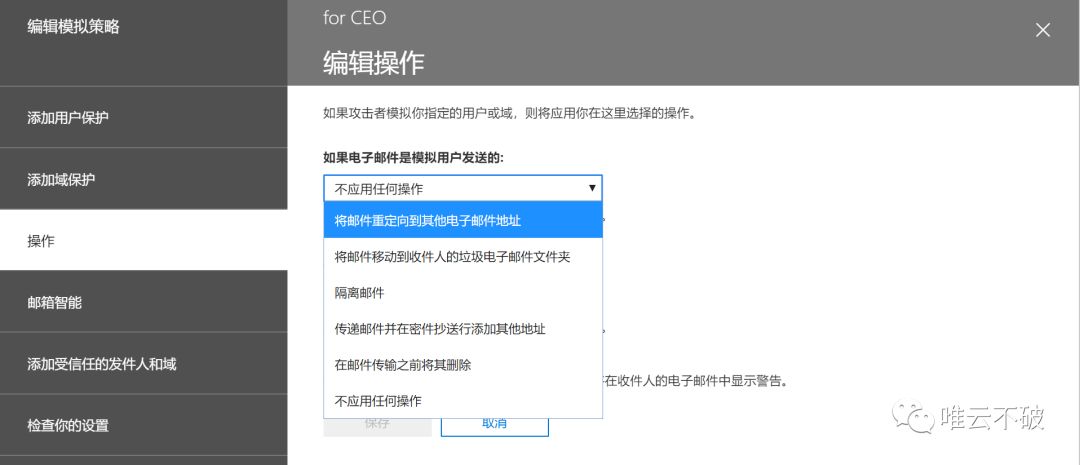 编辑模拟策略
添加用户保护
添加域保护
操作
邮箱智能
添加受信任的发件人和域
检查你的设置
for CEO
编辑操作
如果攻击者模拟你指定的用户或域，则将应用你在这里选择的操作。
如果电子邮件是模拟用户发送的:
不应用任何操作
将邮件重定向到其他电子邮件地址
将邮件移动到收件人的垃圾电子邮件文件夹
隔离邮件
传递邮件并在密件抄送行添加其他地址
在邮件传输之前将其删除
不应用任何操作
在收件人的电子邮件中显示警告。
保存
取消
唯云不破